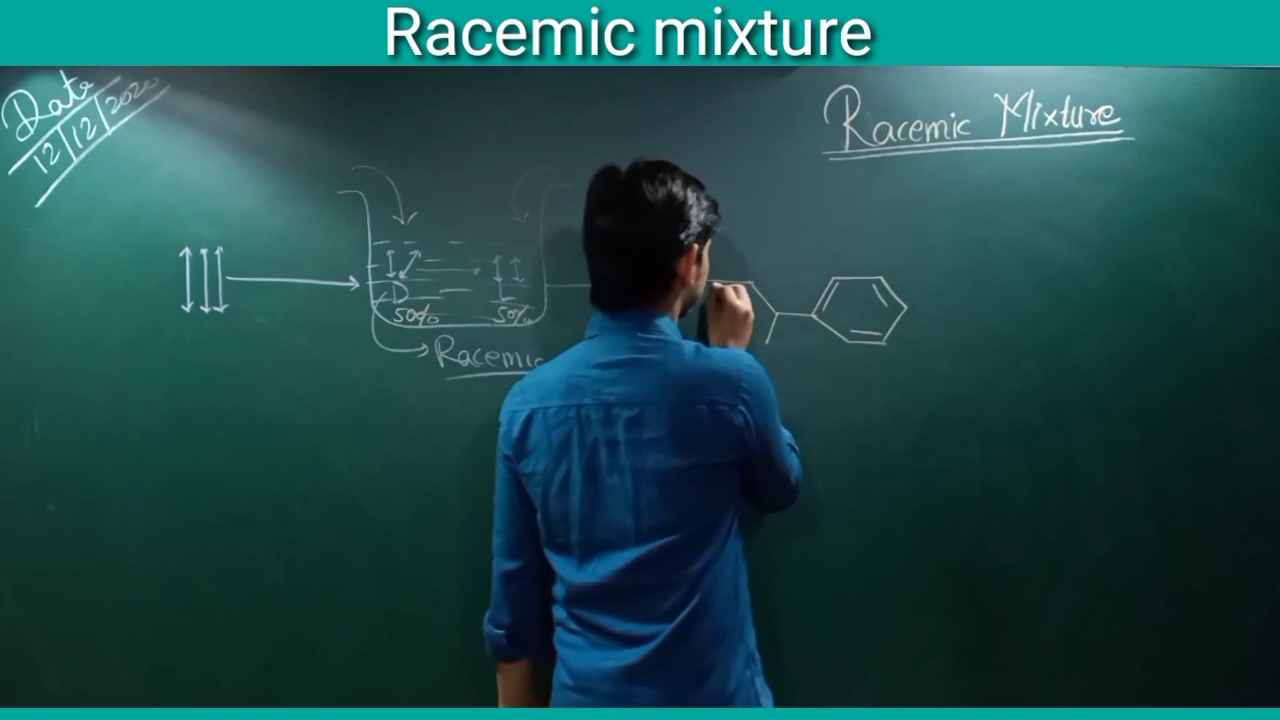 Racemic mixture
Date
12/12/2020
Racemic Mixture
D
L
50%
50%
Racemic